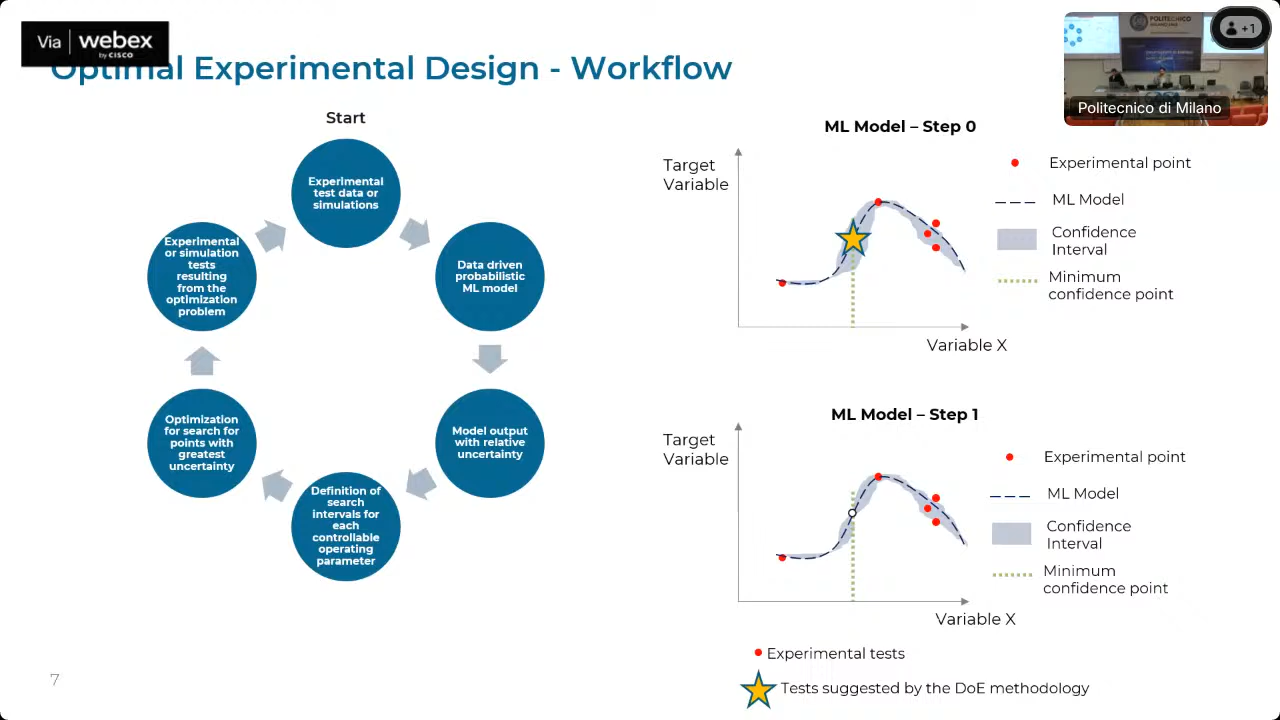 Via webex
by CISCO
Optimal Experimental Design - Workflow
+1
POLITECNICO
Politecnico di Milano
Start
Experimental
test data or
simulations
Data driven
probabilistic
ML model
Model output
with relative
uncertainty
Definition of
search
intervals for
each
controllable
operating
parameter
Optimization
for search for
points with
greatest
uncertainty
Experimental
or simulation
tests
resulting
from the
optimization
problem
ML Model – Step 0
Target
Variable
Variable X
Experimental point
ML Model
Confidence
Interval
Minimum
confidence point
ML Model – Step 1
Target
Variable
Variable X
Experimental point
ML Model
Confidence
Interval
Minimum
confidence point
Experimental tests
Tests suggested by the DoE methodology
7